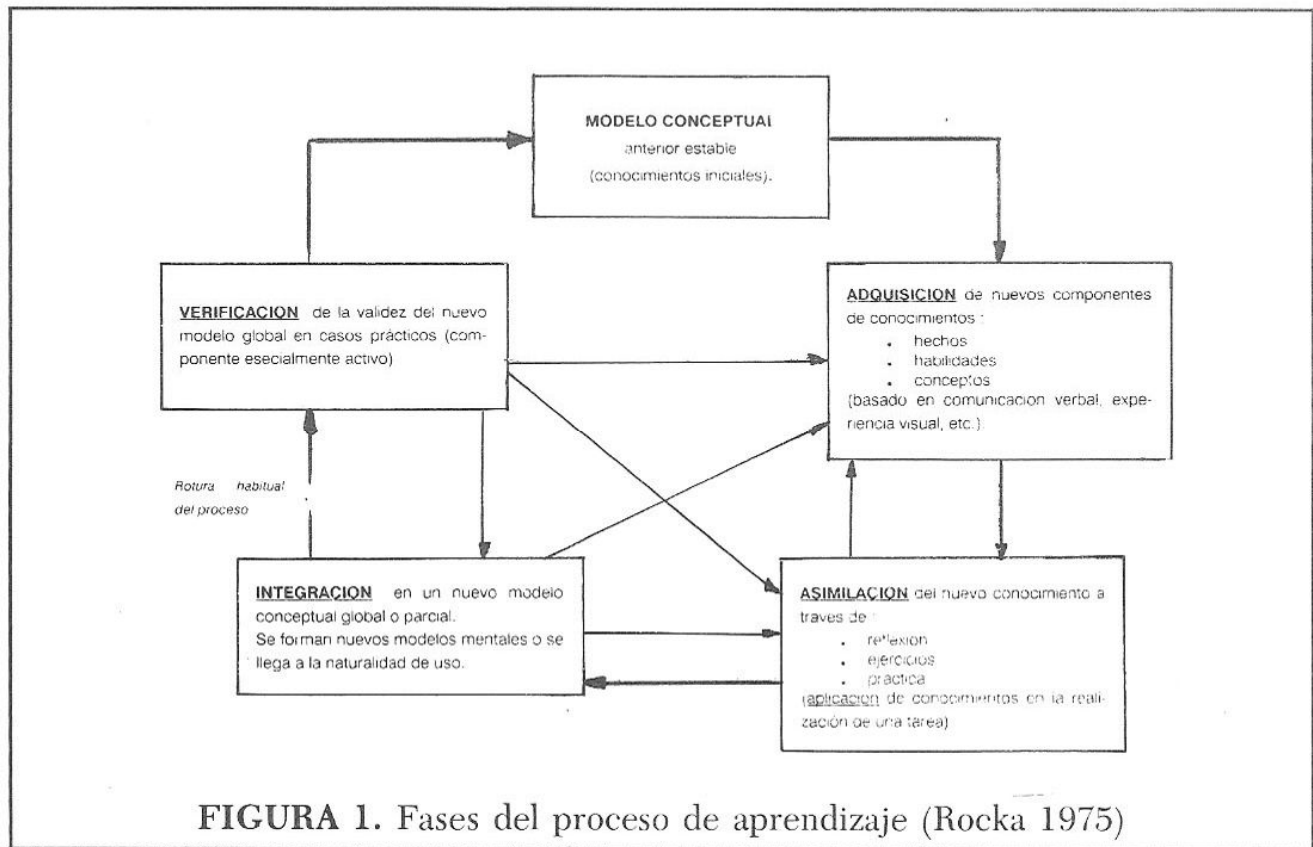 MODELO CONCEPTUAL
anterior estable
(conocimientos iniciales).
VERIFICACION de la validez del nuevo
modelo global en casos prácticos (com-
ponente esecialmente activo)
ADQUISICION de nuevos componentes
de conocimientos :
• hechos
• habilidades
• conceptos
(basado en comunicacion verbal, expe-
riencia visual, etc.)
Rotura habitual
del proceso
INTEGRACION en un nuevo modelo
conceptual global o parcial.
Se forman nuevos modelos mentales o se
llega a la naturalidad de uso.
ASIMILACION del nuevo conocimiento a
traves de :
• reflexion
• ejercicios
• practica
(aplicacion de conocimientos en la reali-
zación de una tarea)
FIGURA 1. Fases del proceso de aprendizaje (Rocka 1975)